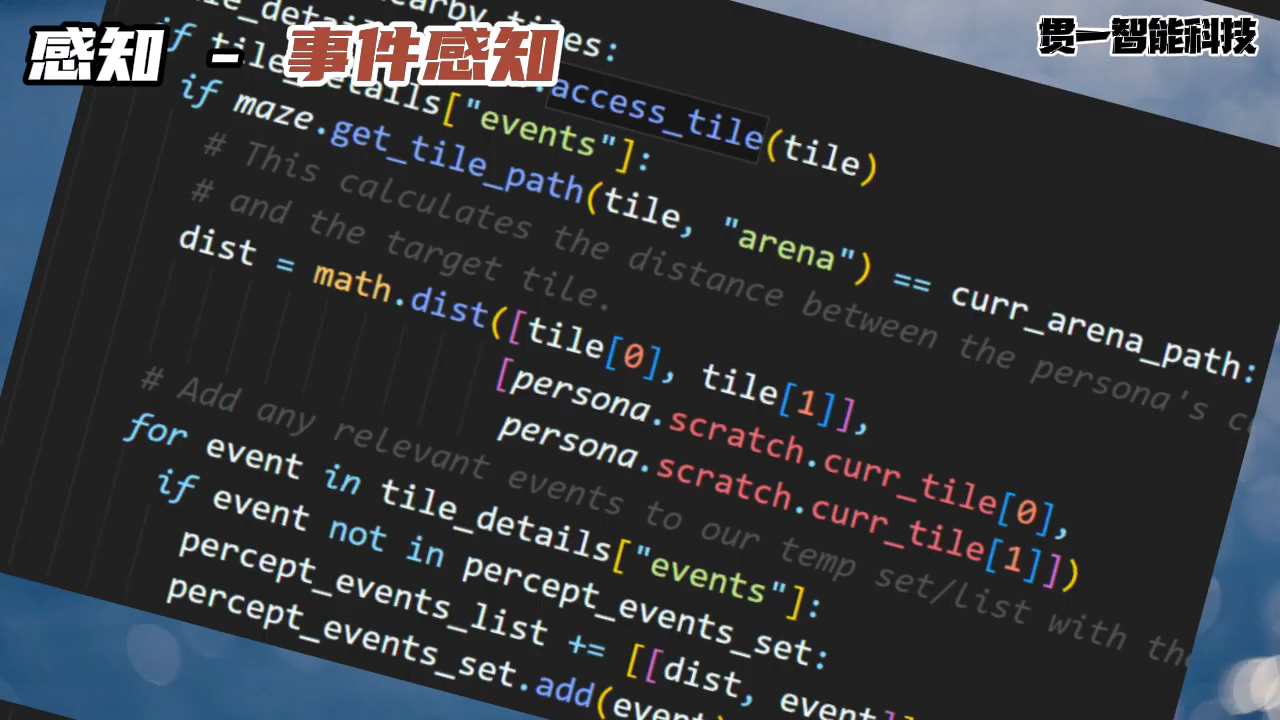 感知 - 事件感知
贯一智能科技
nearby_tiles:
access_tile(tile)
if tile_details["events"]:
if maze.get_tile_path(tile, "arena") == curr_arena_path:
# This calculates the distance between the persona's
# and the target tile.
dist = math.dist([tile[0], tile[1]],
[persona.scratch.curr_tile[0],
persona.scratch.curr_tile[1]])
# Add any relevant events to our temp set/list with
for event in tile_details["events"]:
if event not in percept_events_set:
percept_events_list += [[dist, event]]
percept_events_set.add(event)